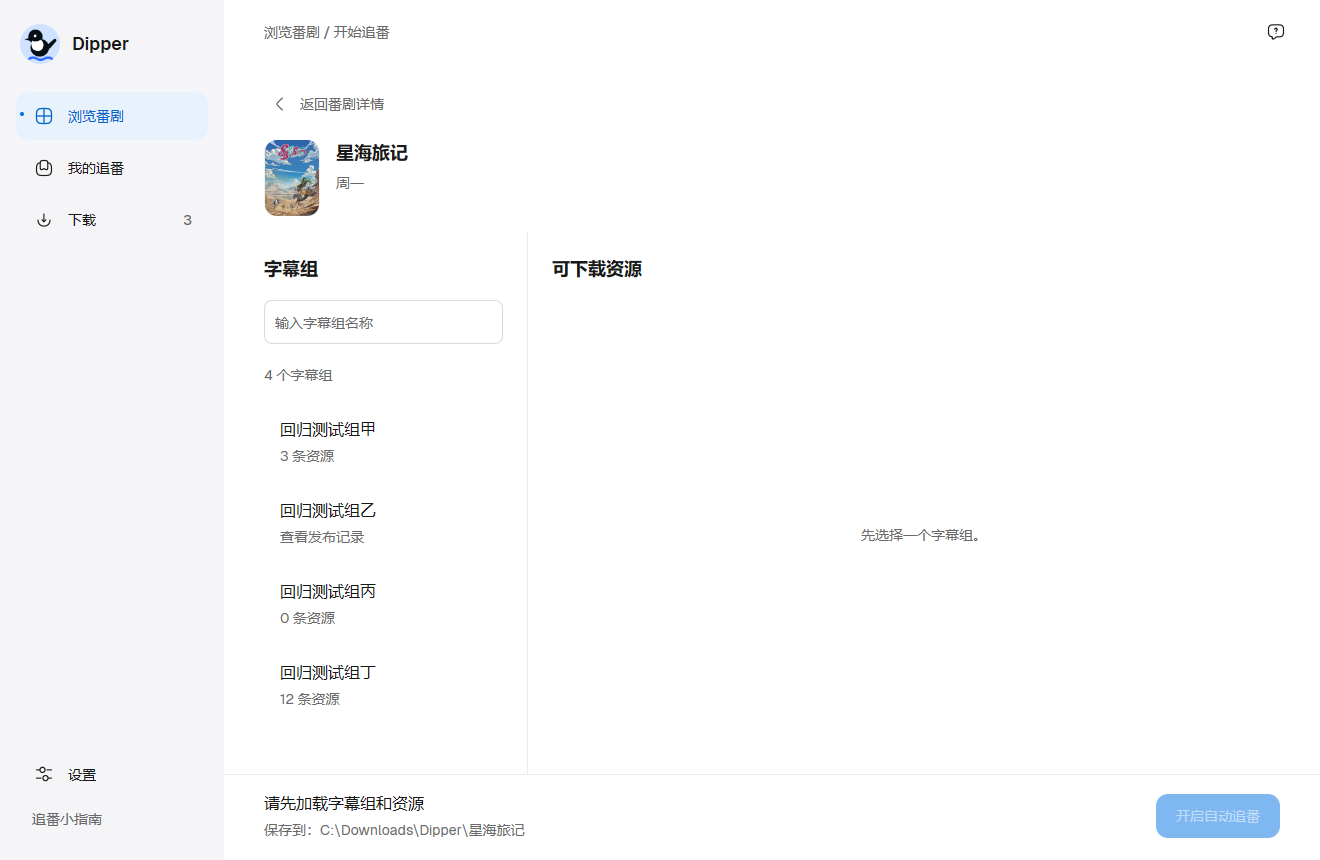 Dipper
浏览番剧
我的追番
下载 3
设置
追番小指南
浏览番剧 / 开始追番
返回番剧详情
星海旅记
周一
字幕组
输入字幕组名称
4 个字幕组
回归测试组甲
3 条资源
回归测试组乙
查看发布记录
回归测试组丙
0 条资源
回归测试组丁
12 条资源
可下载资源
先选择一个字幕组。
请先加载字幕组和资源
保存到：C:\Downloads\Dipper\星海旅记
开启自动追番